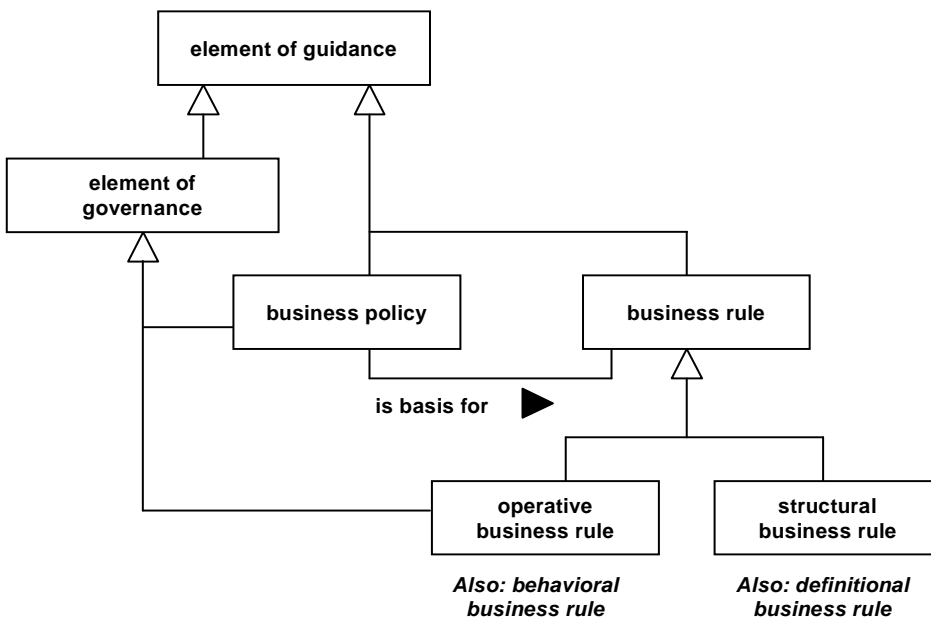 element of guidance
element of
governance
business policy
business rule
is basis for
operative
business rule
structural
business rule
Also: behavioral
business rule
Also: definitional
business rule